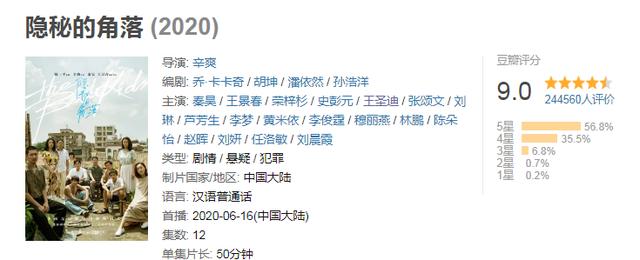 隐秘的角落 (2020)
导演: 辛爽
编剧: 乔·卡卡奇 / 胡坤 / 潘依然 / 孙浩洋
主演: 秦昊 / 王景春 / 荣梓杉 / 史彭元 / 王圣迪 / 张颂文 / 刘
琳 / 芦芳生 / 李梦 / 黄米依 / 李俊霆 / 穆丽燕 / 林鹏 / 陈朵
怡 / 赵晖 / 刘妍 / 任洛敏 / 刘晨霞
类型: 剧情 / 悬疑 / 犯罪
制片国家/地区: 中国大陆
语言: 汉语普通话
首播: 2020-06-16(中国大陆)
集数: 12
单集片长: 50分钟
豆瓣评分
9.0
244560人评价
5星 56.8%
4星 35.5%
3星 6.8%
2星 0.7%
1星 0.2%